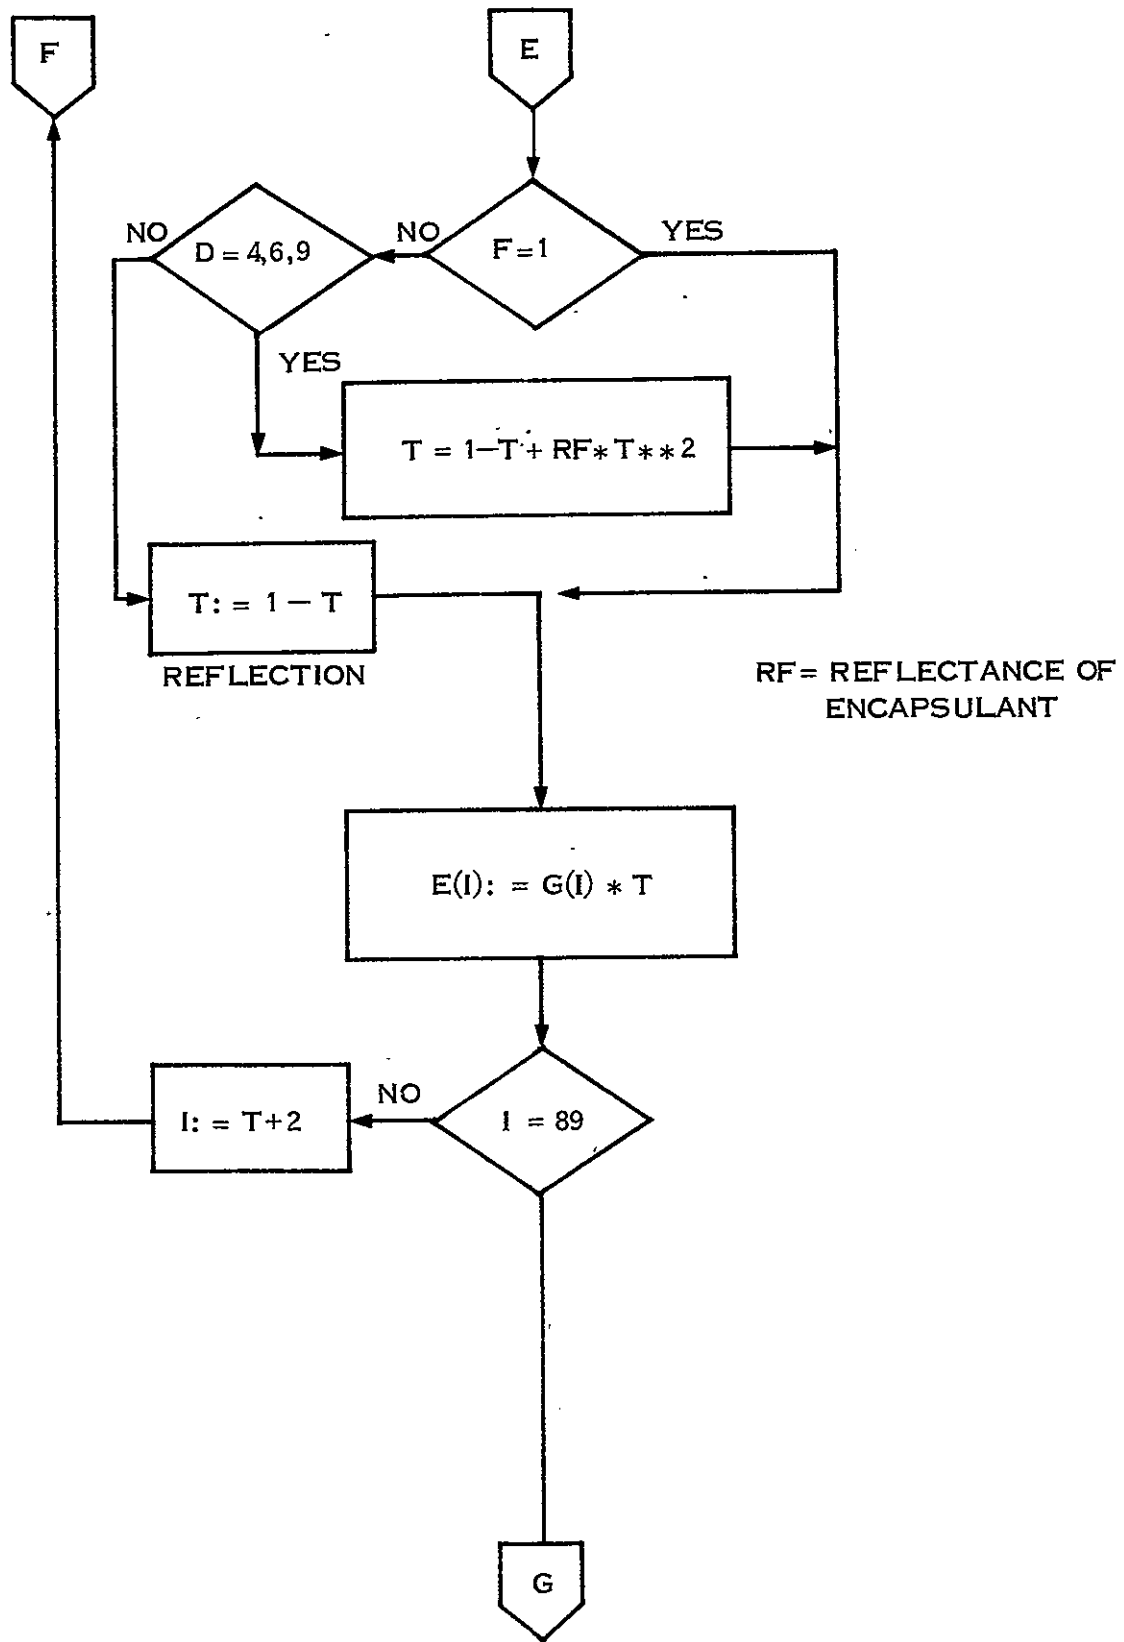 F
E
NO
D = 4,6,9
NO
F=1
YES
YES
T = 1—T + RF* T**2
T: = 1 — T
REFLECTION
RF= REFLECTANCE OF
ENCAPSULANT
E(I): = G(I) * T
I: = T+2
NO
I = 89
G